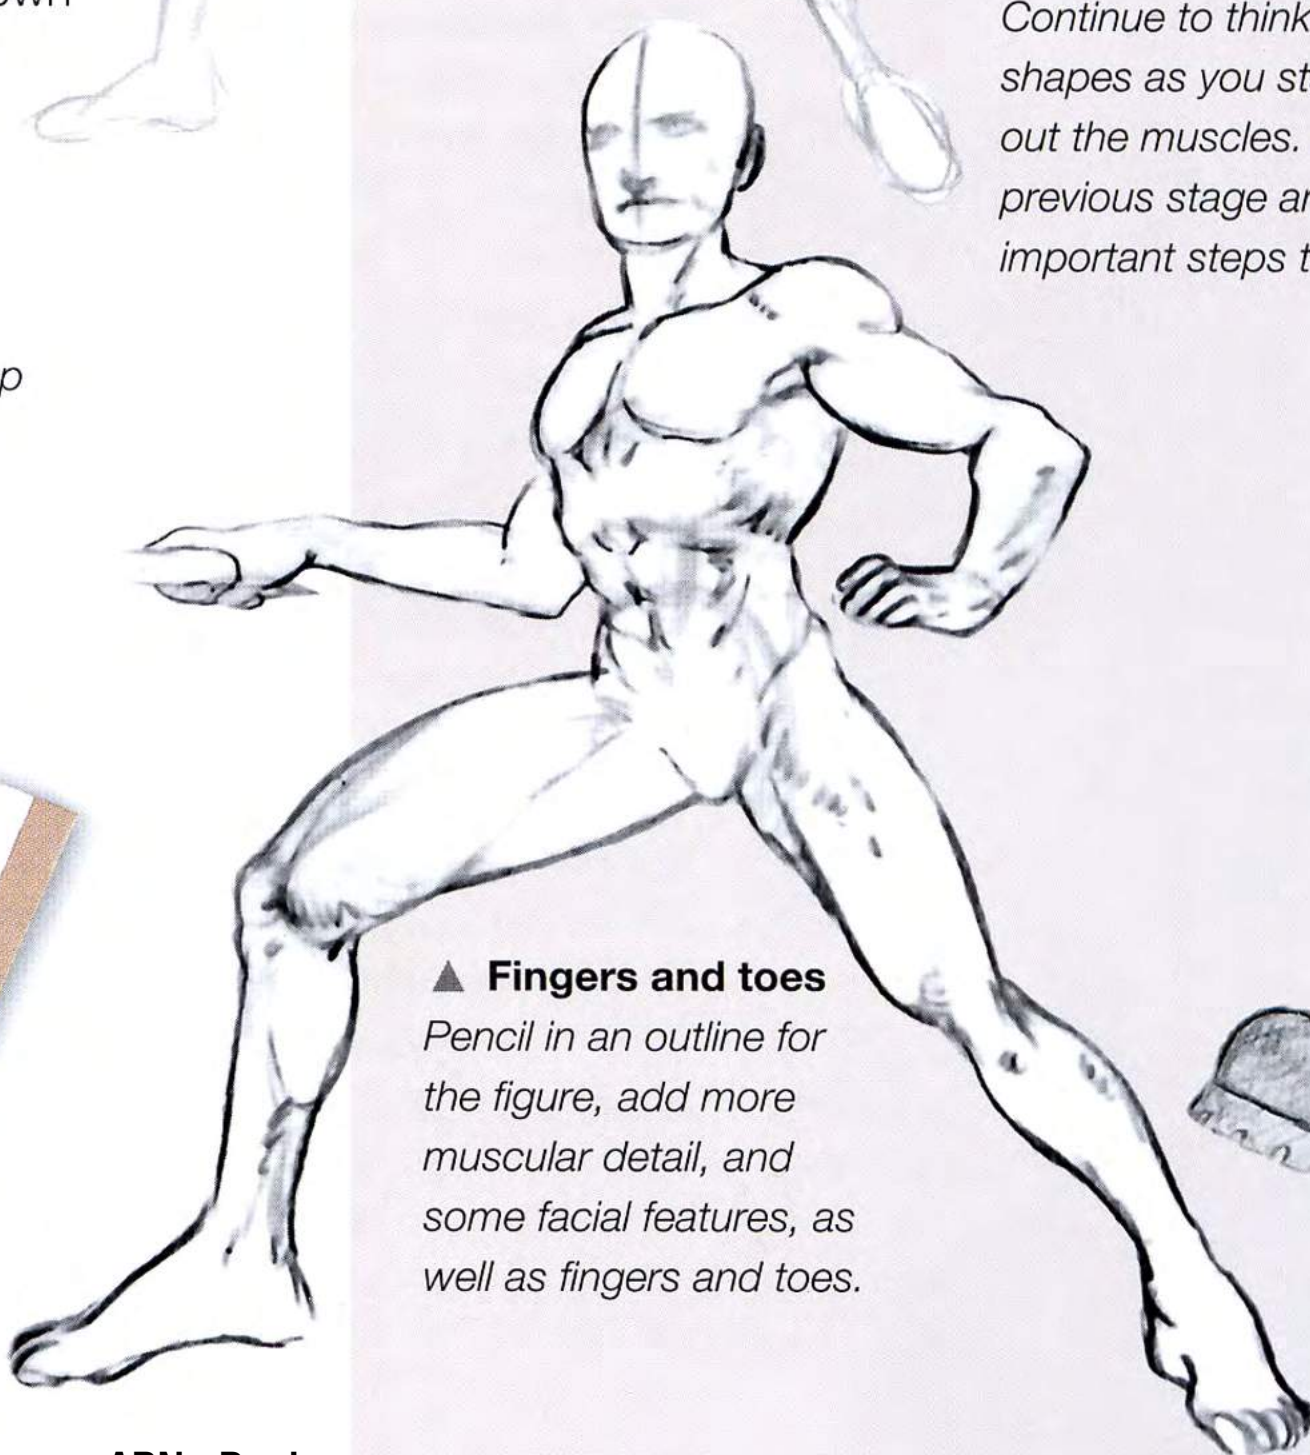 Continue to think
shapes as you st
out the muscles.
previous stage ar
important steps t
p
▲ Fingers and toes
Pencil in an outline for
the figure, add more
muscular detail, and
some facial features, as
well as fingers and toes.